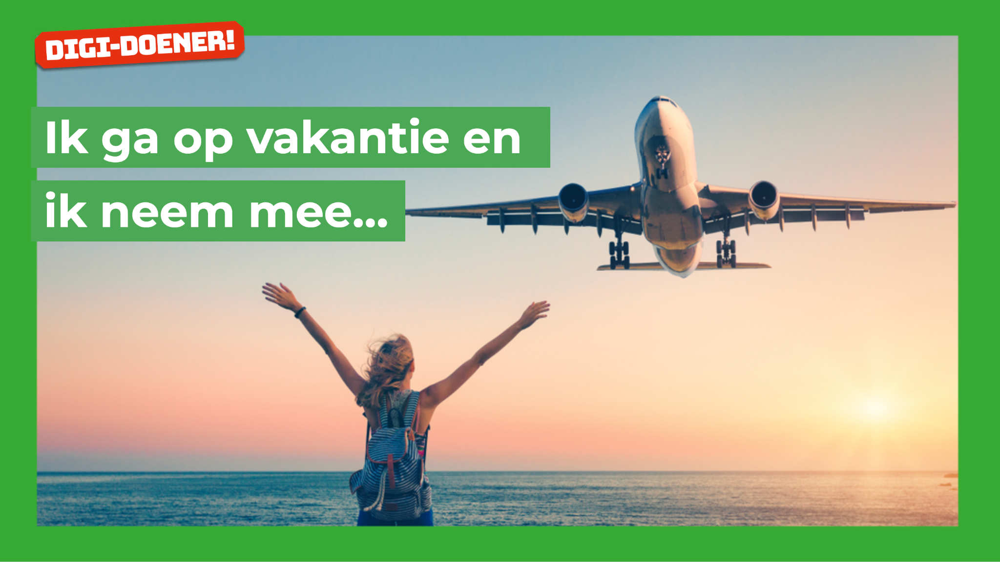 DIGI-DOENER!
Ik ga op vakantie en
ik neem mee...